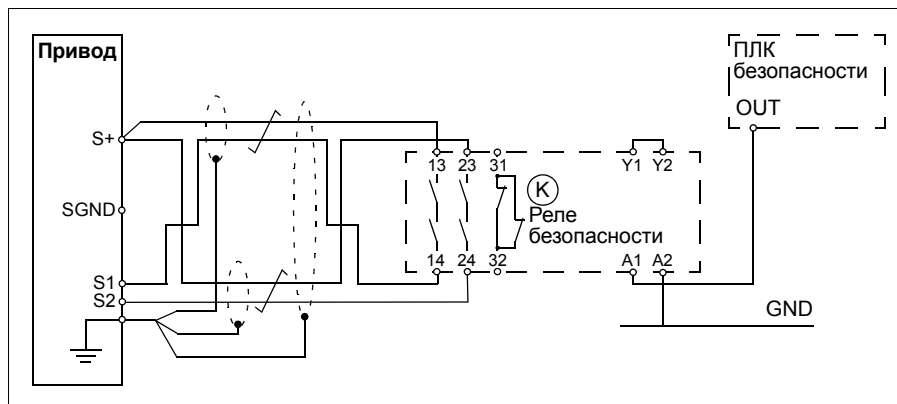 Привод
ПЛК
безопасности
OUT
S+
13 23 31 Y1 Y2
K
SGND
Реле
безопасности
14 24 32 A1 A2
S1
S2
GND